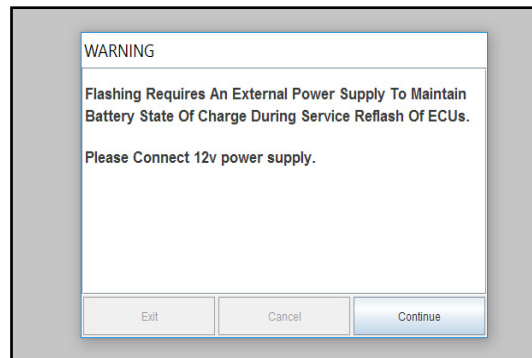 WARNING
Flashing Requires An External Power Supply To Maintain
Battery State Of Charge During Service Reflash Of ECUs.
Please Connect 12v power supply.
Exit
Cancel
Continue